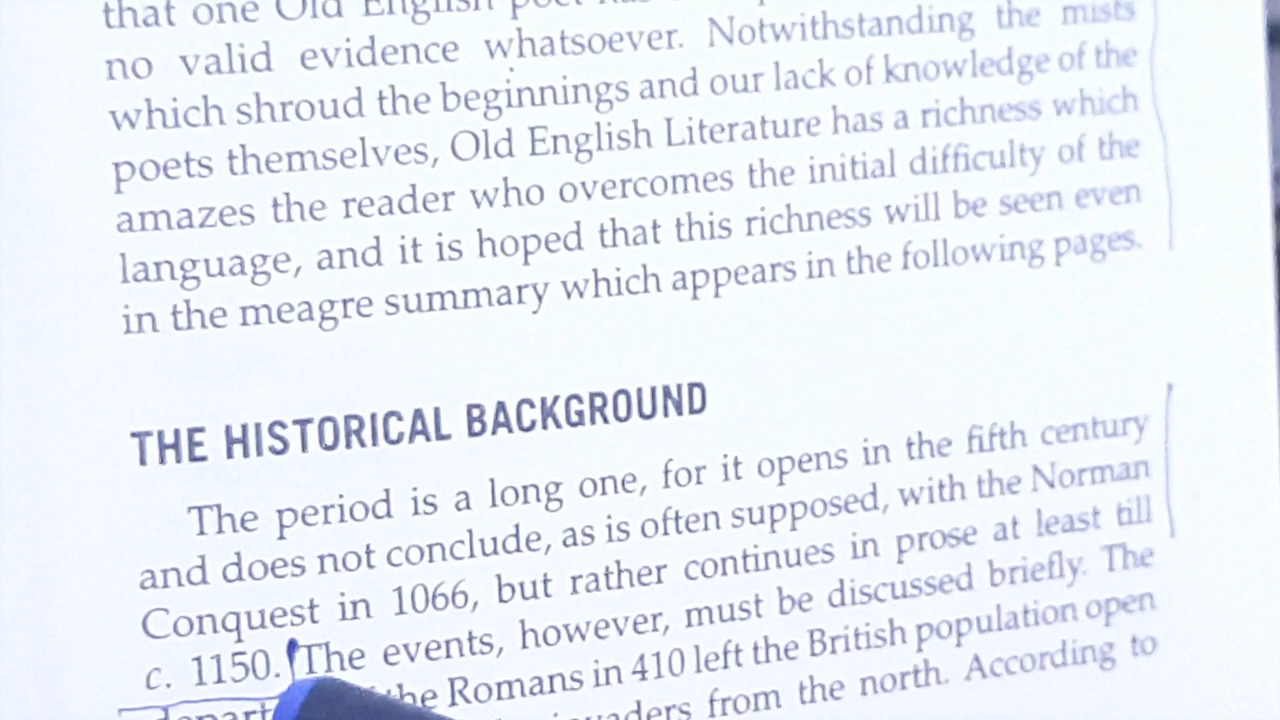 that one Old English poet
no valid evidence whatsoever. Notwithstanding the mists
which shroud the beginnings and our lack of knowledge of the
poets themselves, Old English Literature has a richness which
amazes the reader who overcomes the initial difficulty of the
language, and it is hoped that this richness will be seen even
in the meagre summary which appears in the following pages.
THE HISTORICAL BACKGROUND
The period is a long one, for it opens in the fifth century
and does not conclude, as is often supposed, with the Norman
Conquest in 1066, but rather continues in prose at least till
c. 1150. The events, however, must be discussed briefly. The
the Romans in 410 left the British population open
from the north. According to